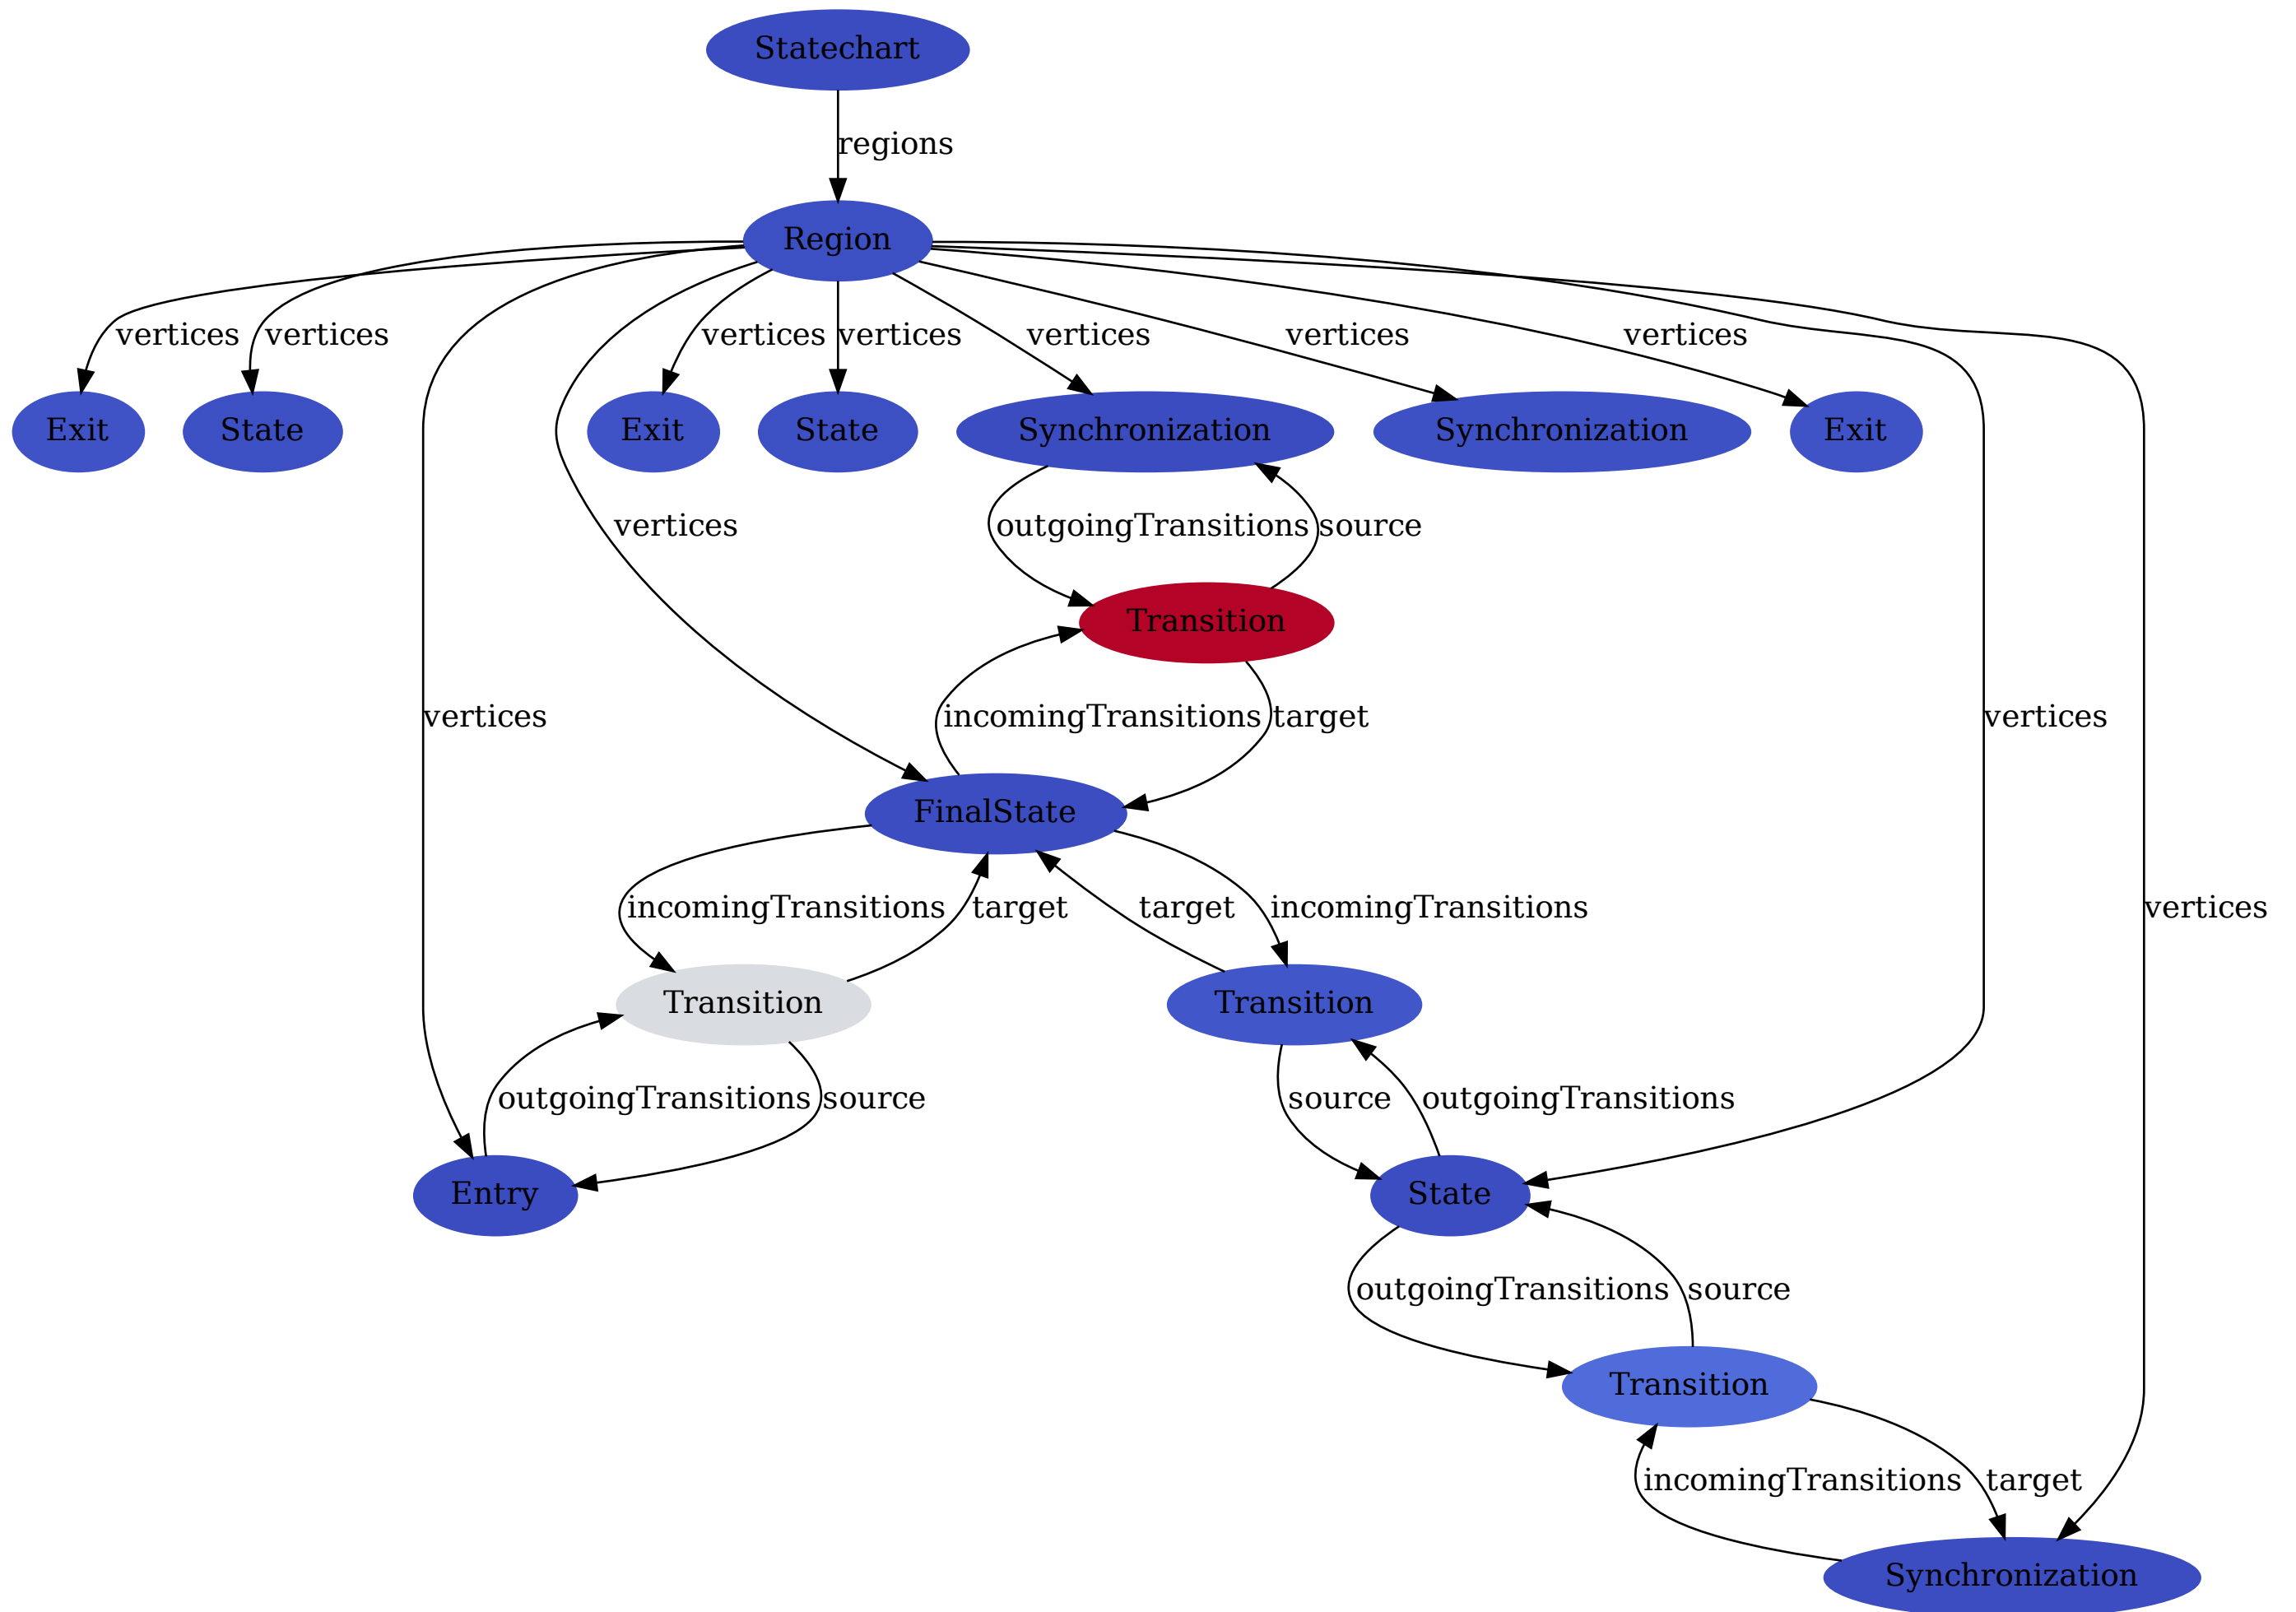 Statechart
regions
Region
vertices
vertices
vertices
vertices
vertices
vertices
vertices
Exit
State
Exit
State
Synchronization
Synchronization
Exit
vertices
outgoingTransitions
source
Transition
vertices
incomingTransitions
target
vertices
FinalState
incomingTransitions
target
target
incomingTransitions
vertices
Transition
Transition
outgoingTransitions
source
source
outgoingTransitions
Entry
State
outgoingTransitions
source
Transition
incomingTransitions
target
Synchronization